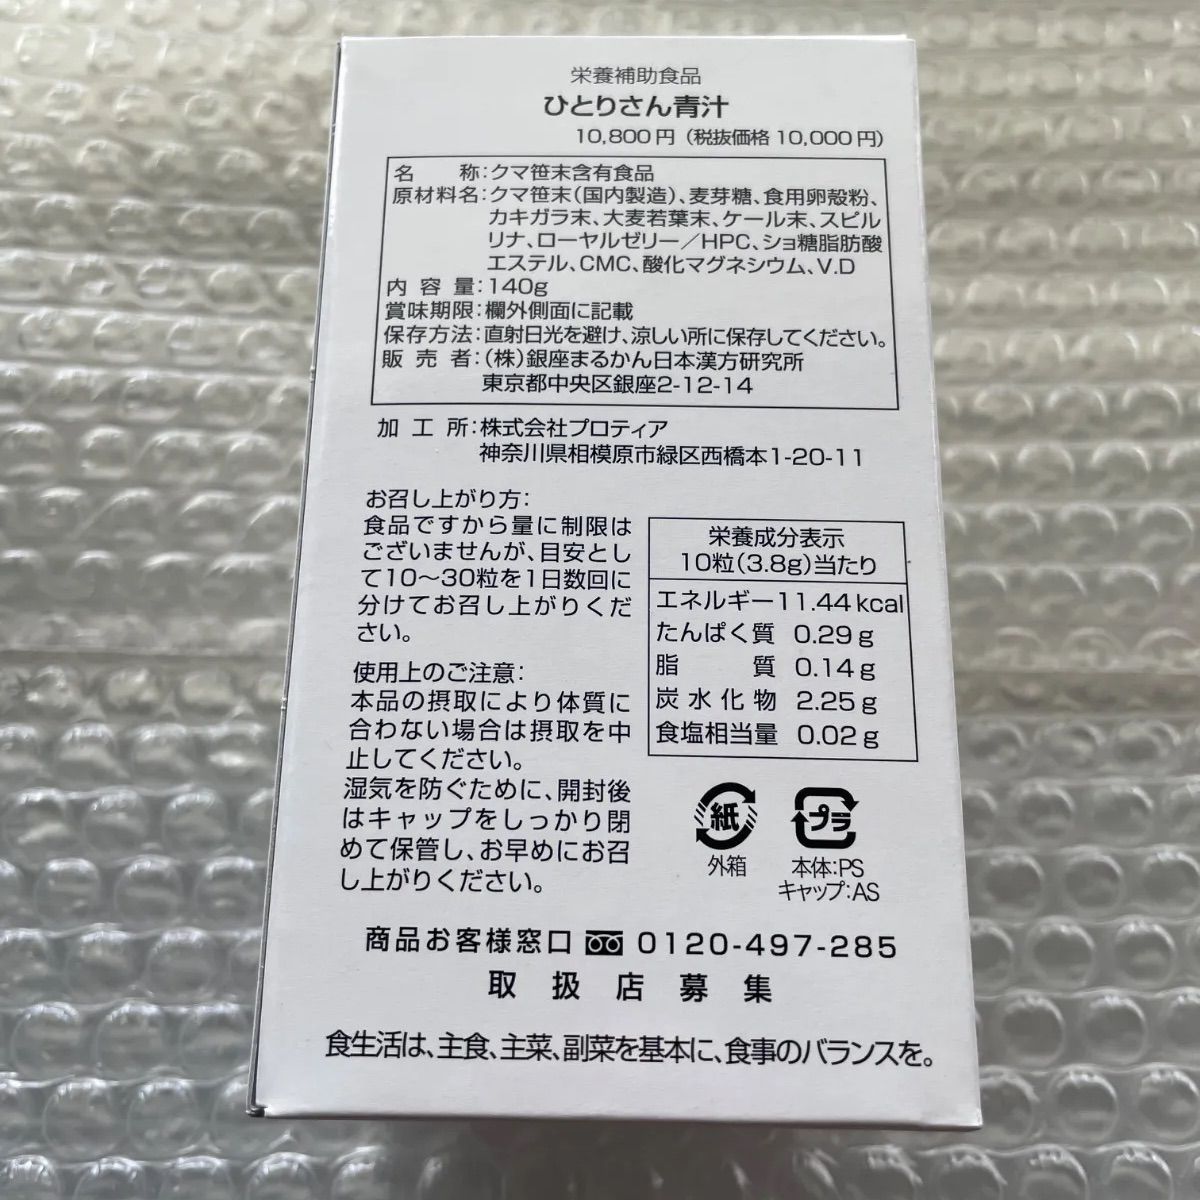 栄養補助食品
ひとりさん青汁
10,800円（税抜価格 10,000円）
名称：クマ笹末含有食品
原材料名：クマ笹末（国内製造）、麦芽糖、食用卵殻粉、
カキガラ末、大麦若葉末、ケール末、スピル
リナ、ローヤルゼリー／HPC、ショ糖脂肪酸
エステル、CMC、酸化マグネシウム、V.D
内容量：140g
賞味期限：欄外側面に記載
保存方法：直射日光を避け、涼しい所に保存してください。
販売者：（株）銀座まるかん日本漢方研究所
東京都中央区銀座2-12-14
加工所：株式会社プロティア
神奈川県相模原市緑区西橋本1-20-11
お召し上がり方：
食品ですから量に制限は
ございませんが、目安とし
て10〜30粒を1日数回に
分けてお召し上がりくだ
さい。
使用上のご注意：
本品の摂取により体質に
合わない場合は摂取を中
止してください。
湿気を防ぐために、開封後
はキャップをしっかり閉
めて保管し、お早めにお召
し上がりください。
栄養成分表示
10粒（3.8g）当たり
エネルギー 11.44kcal
たんぱく質 0.29g
脂質 0.14g
炭水化物 2.25g
食塩相当量 0.02g
紙
外箱
プラ
本体：PS
キャップ：AS
商品お客様窓口 0120-497-285
取扱店募集
食生活は、主食、主菜、副菜を基本に、食事のバランスを。